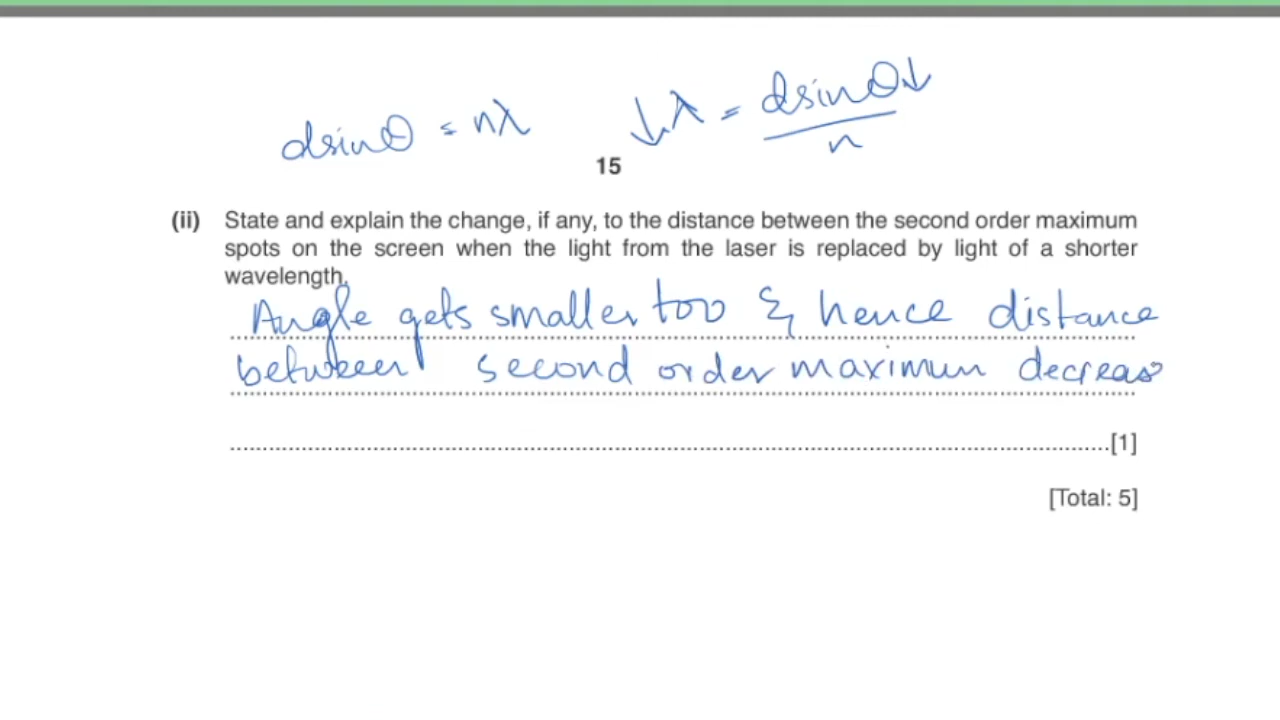 dsinθ = nλ ↓λ = dsinθ↓ / n
15
(ii) State and explain the change, if any, to the distance between the second order maximum
spots on the screen when the light from the laser is replaced by light of a shorter
wavelength.
Angle gets smaller too & hence distance
between second order maximum decreas
[1]
[Total: 5]